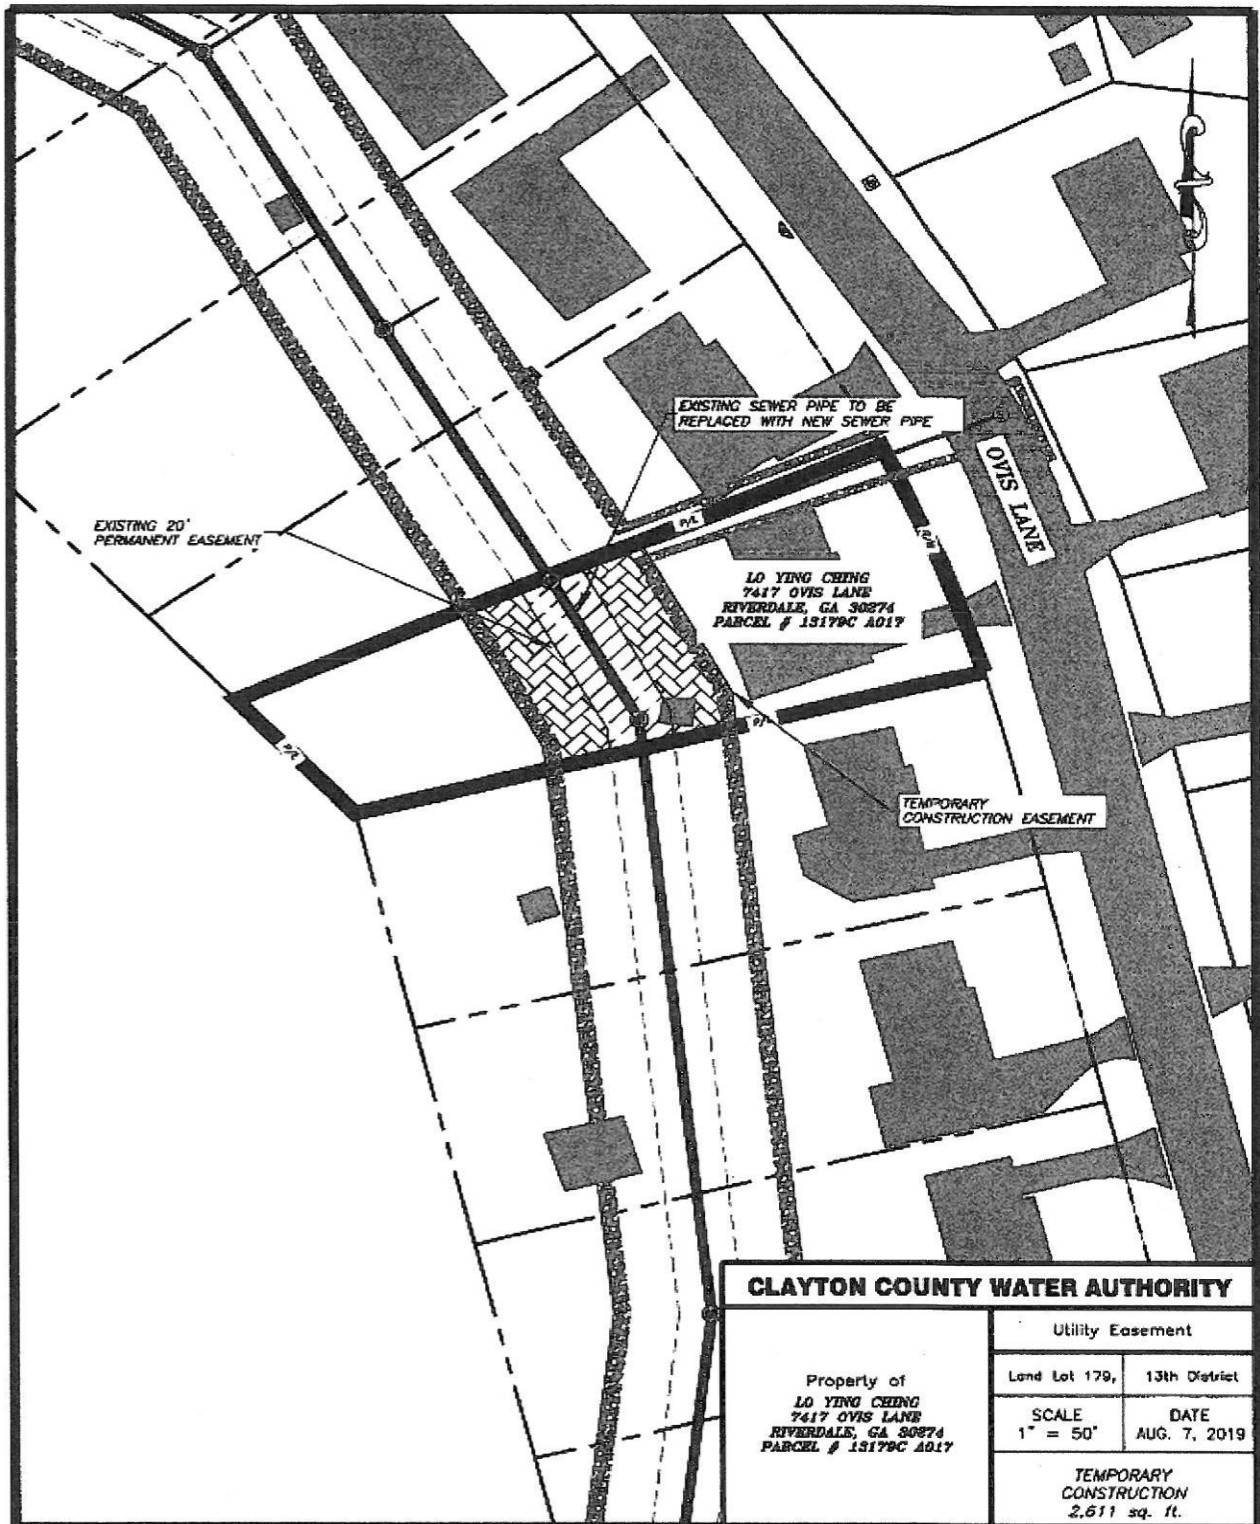 EXISTING SEWER PIPE TO BE
REPLACED WITH NEW SEWER PIPE
OVIS LANE
EXISTING 20'
PERMANENT EASEMENT
P/L
R/W
LO YING CHING
7417 OVIS LANE
RIVERDALE, GA 30274
PARCEL # 13179C A017
P/L
P/L
TEMPORARY
CONSTRUCTION EASEMENT
CLAYTON COUNTY WATER AUTHORITY
Utility Easement
Land Lot 179, 13th District
Property of
LO YING CHING
7417 OVIS LANE
RIVERDALE, GA 30274
PARCEL # 13179C A017
SCALE
1" = 50'
DATE
AUG. 7, 2019
TEMPORARY
CONSTRUCTION
2,611 sq. ft.